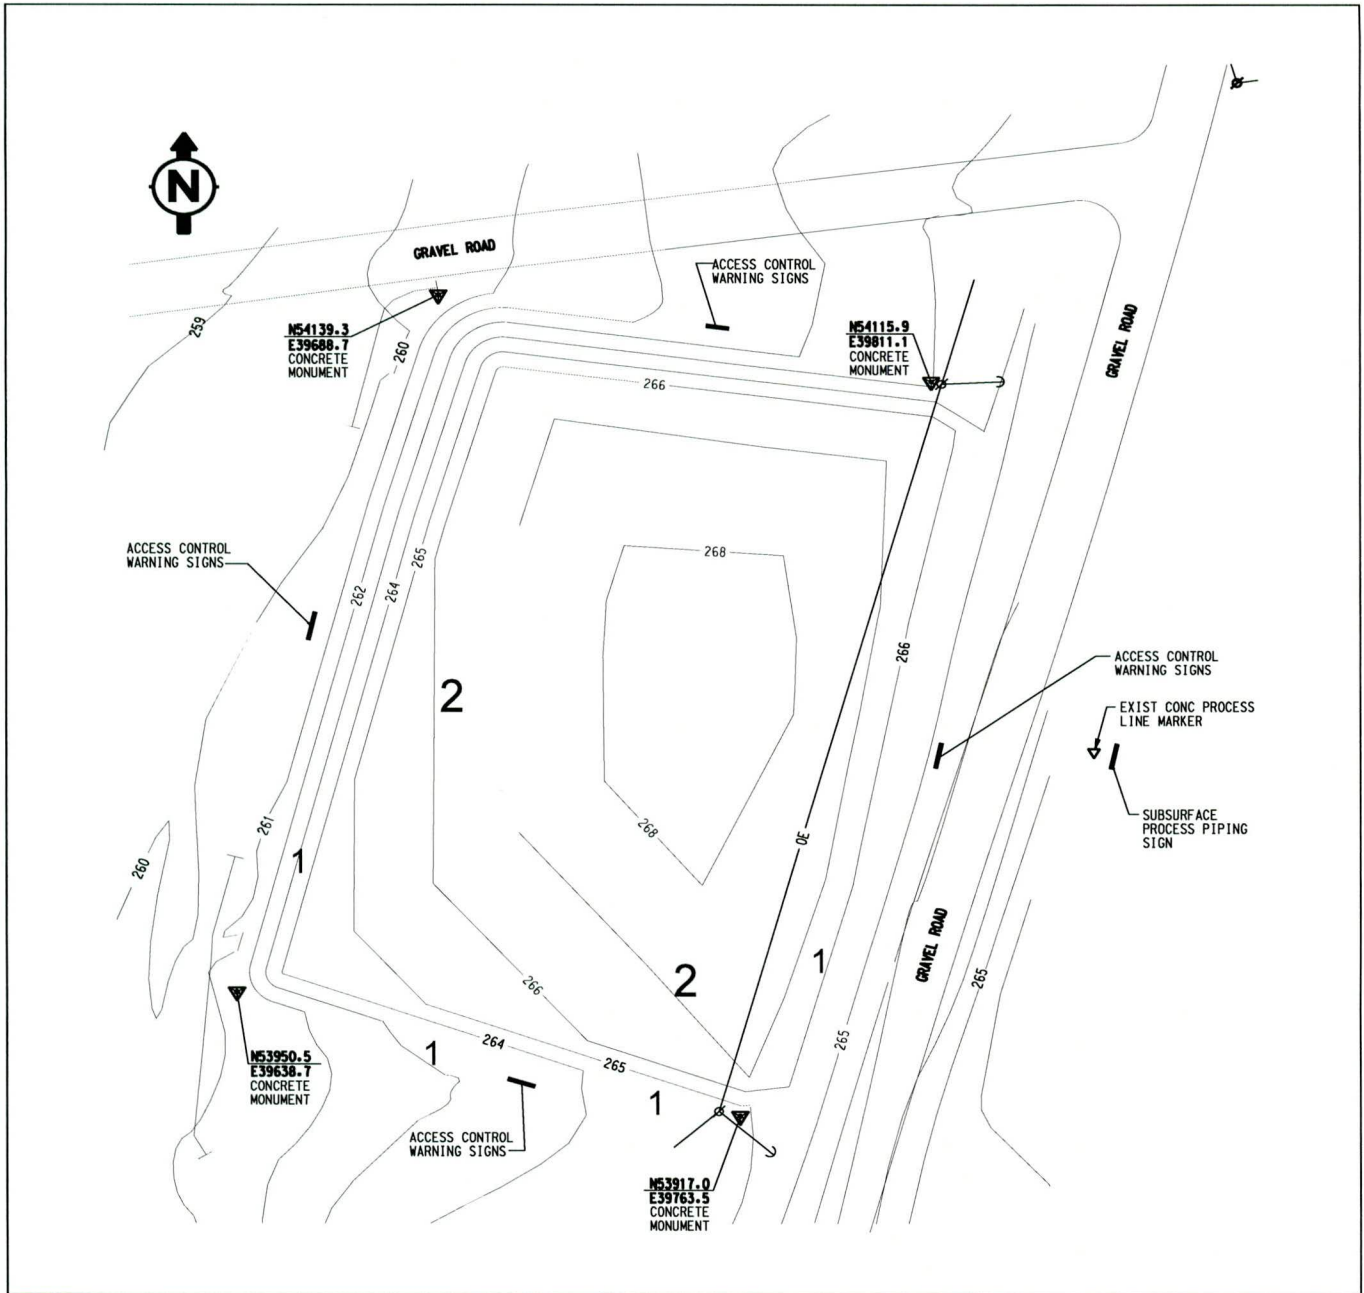 N
GRAVEL ROAD
ACCESS CONTROL
WARNING SIGNS
259
N54139.3
E39688.7
CONCRETE
MONUMENT
260
N54115.9
E39811.1
CONCRETE
MONUMENT
GRAVEL ROAD
266
ACCESS CONTROL
WARNING SIGNS
262
264
265
268
266
2
ACCESS CONTROL
WARNING SIGNS
EXIST CONC PROCESS
LINE MARKER
SUBSURFACE
PROCESS PIPING
SIGN
261
268
OE
260
1
GRAVEL ROAD
1
2
266
265
265
N53950.5
E39638.7
CONCRETE
MONUMENT
1
264
265
1
ACCESS CONTROL
WARNING SIGNS
N53917.0
E39763.5
CONCRETE
MONUMENT